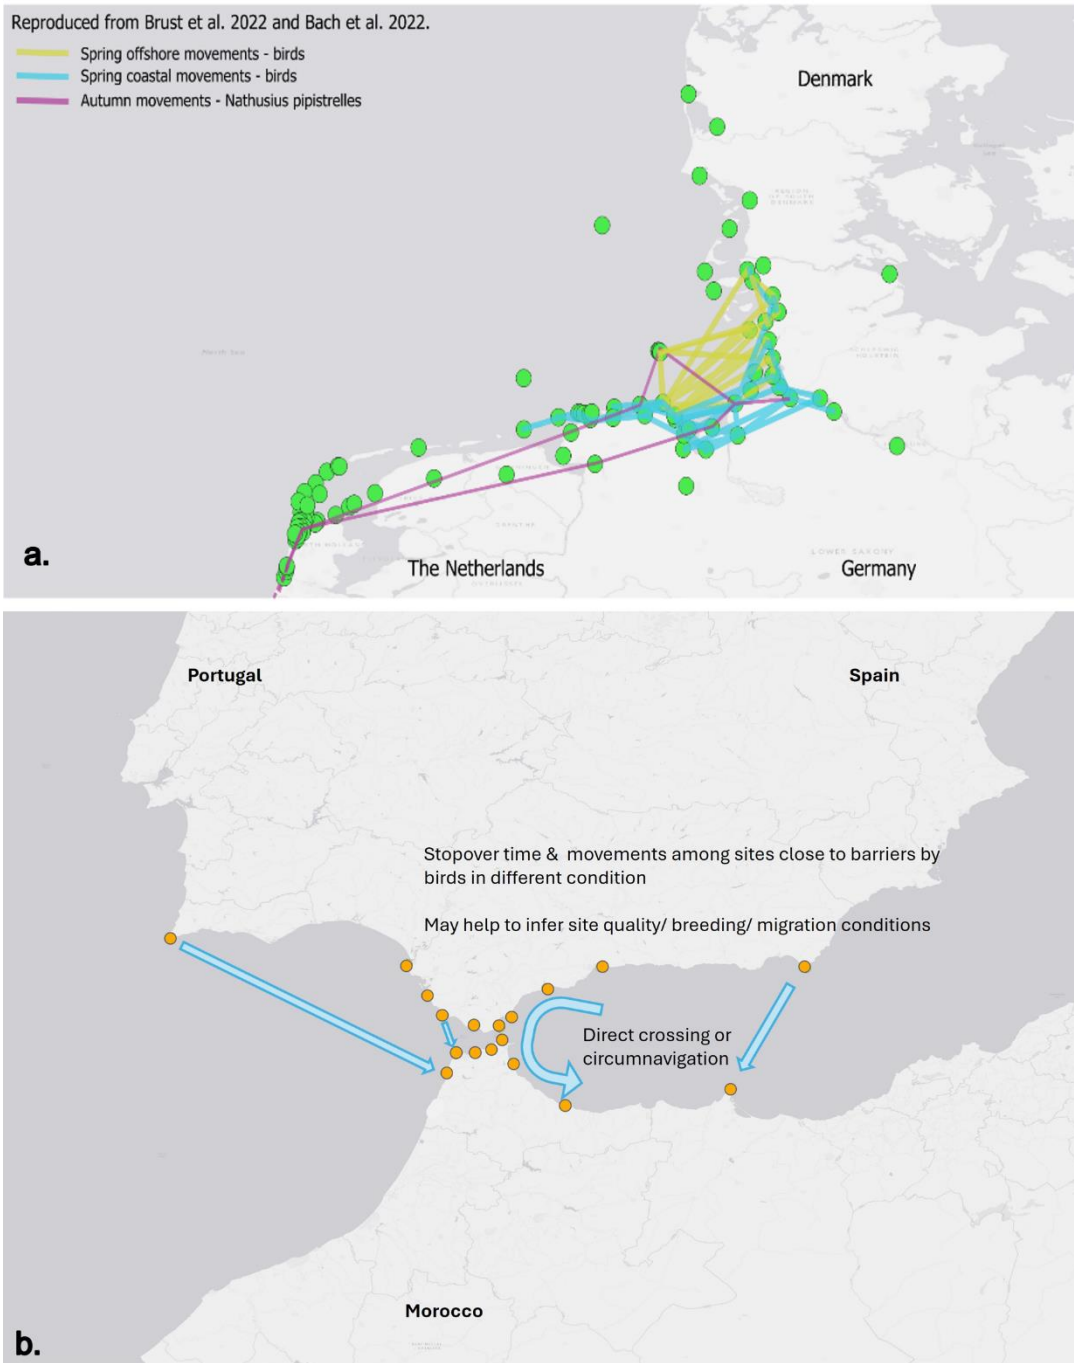 Reproduced from Brust et al. 2022 and Bach et al. 2022.
Spring offshore movements - birds
Spring coastal movements - birds
Autumn movements - Nathusius pipistrelles
Denmark
The Netherlands
LOWER SAXONY
Germany
a.
Portugal
Spain
Stopover time & movements among sites close to barriers by
birds in different condition
May help to infer site quality/ breeding/ migration conditions
Direct crossing or
circumnavigation
Morocco
b.